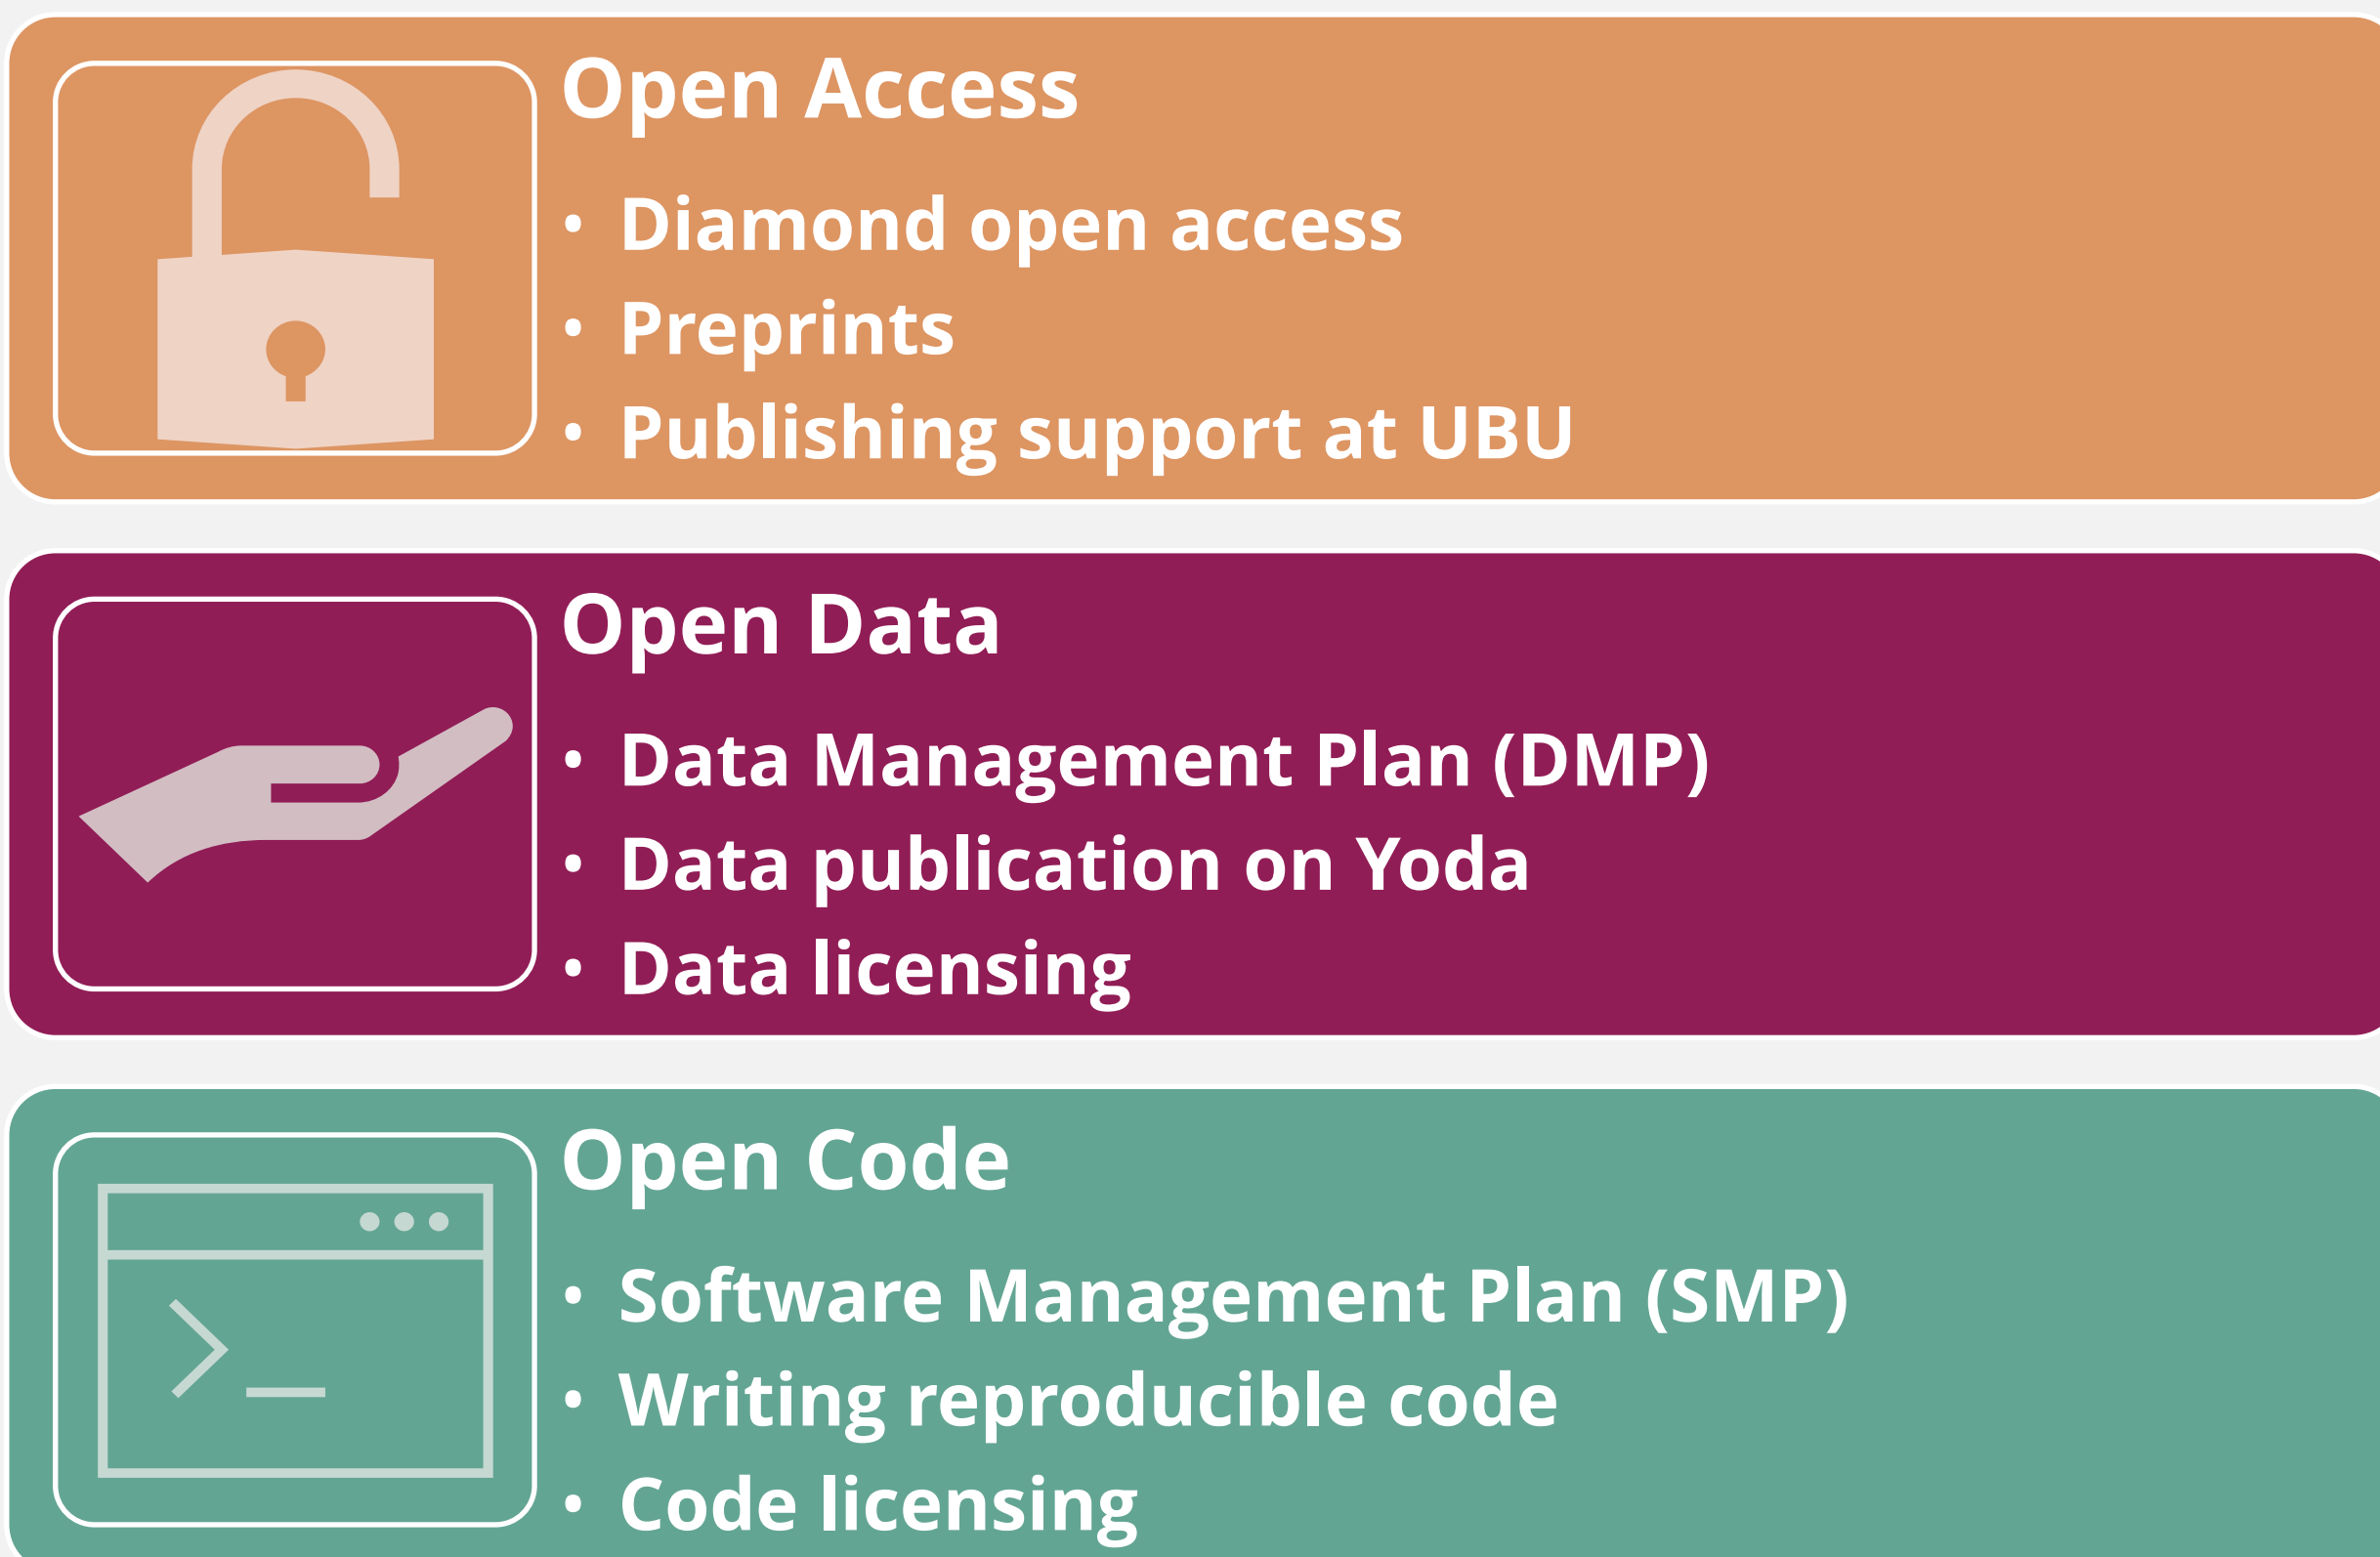 Open Access
• Diamond open access
• Preprints
• Publishing support at UBU
Open Data
• Data Management Plan (DMP)
• Data publication on Yoda
• Data licensing
Open Code
• Software Management Plan (SMP)
• Writing reproducible code
• Code licensing